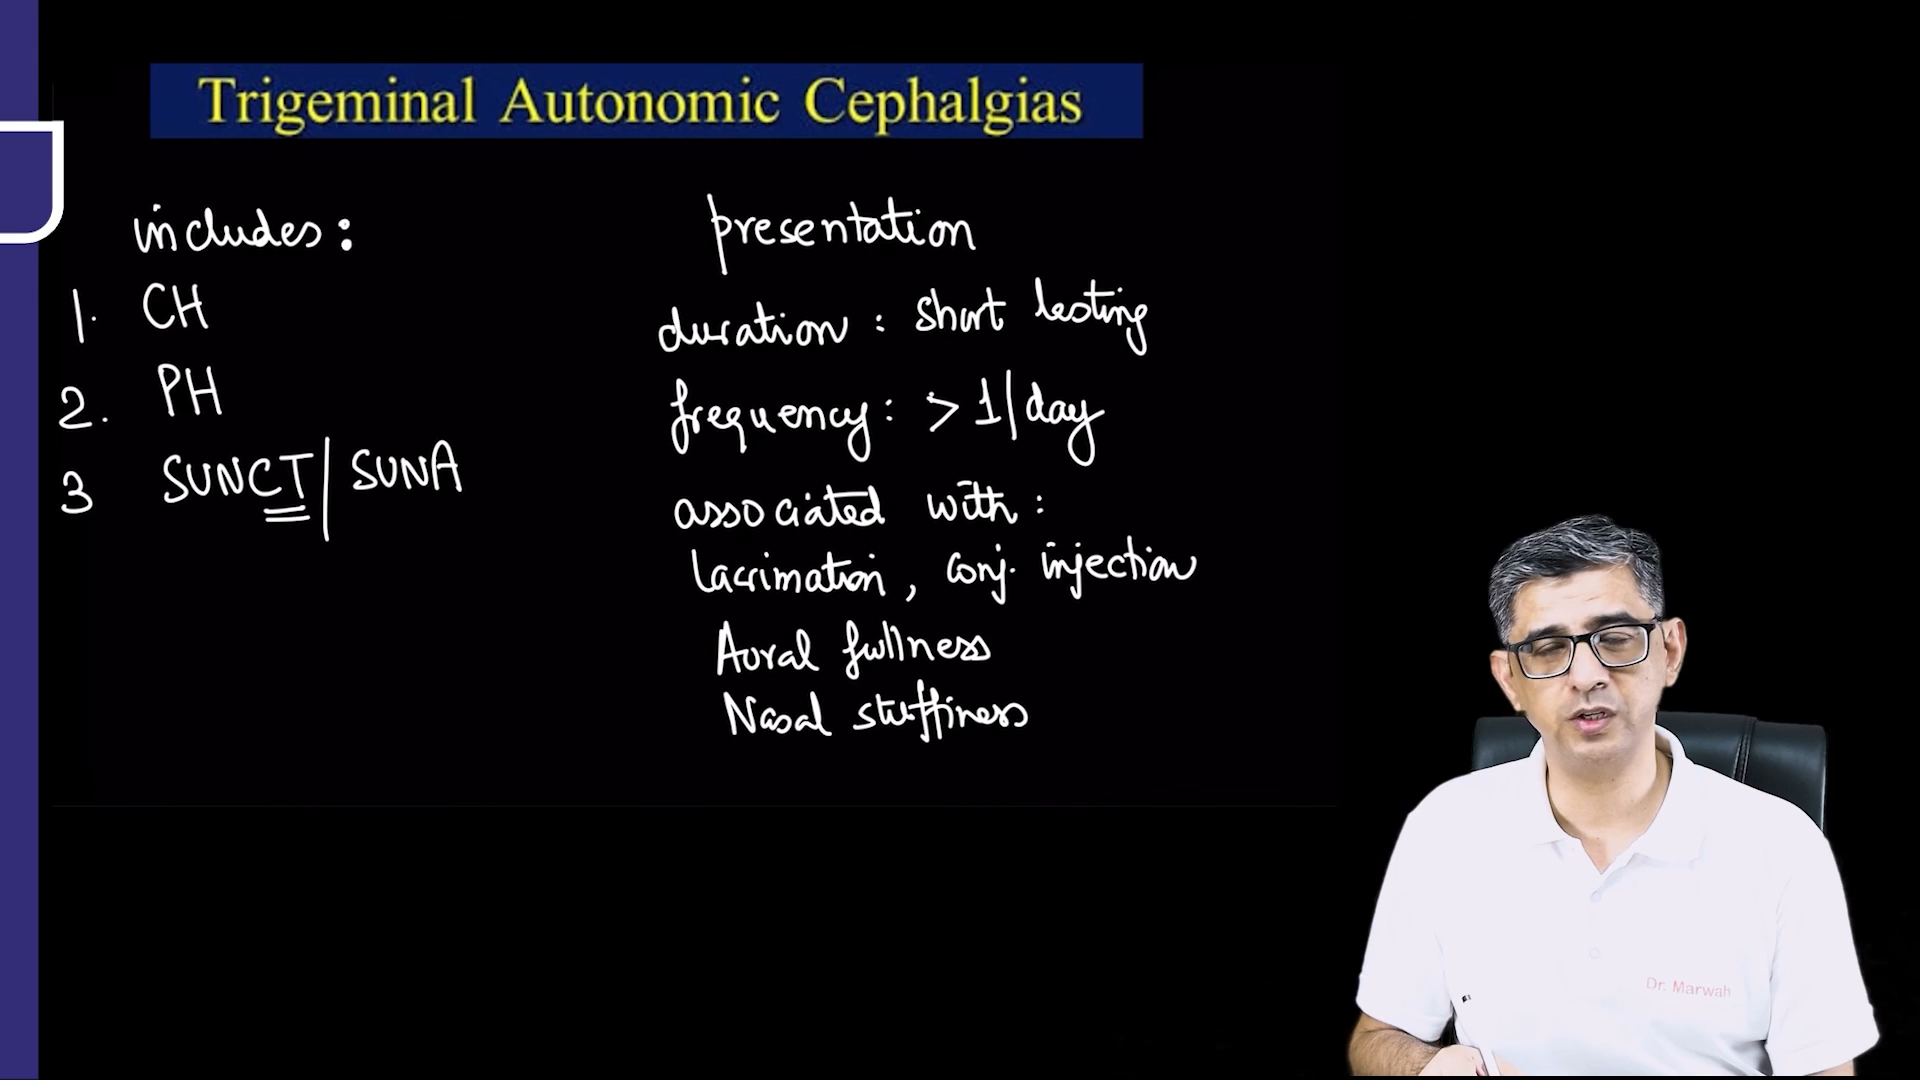 Trigeminal Autonomic Cephalgias
includes:
1. CH
2. PH
3 SUNCT | SUNA
presentation
duration: short lasting
frequency: > 1/day
associated with:
lacrimation, conj. injection
Aural fullness
Nasal stuffiness
Dr. Marwah